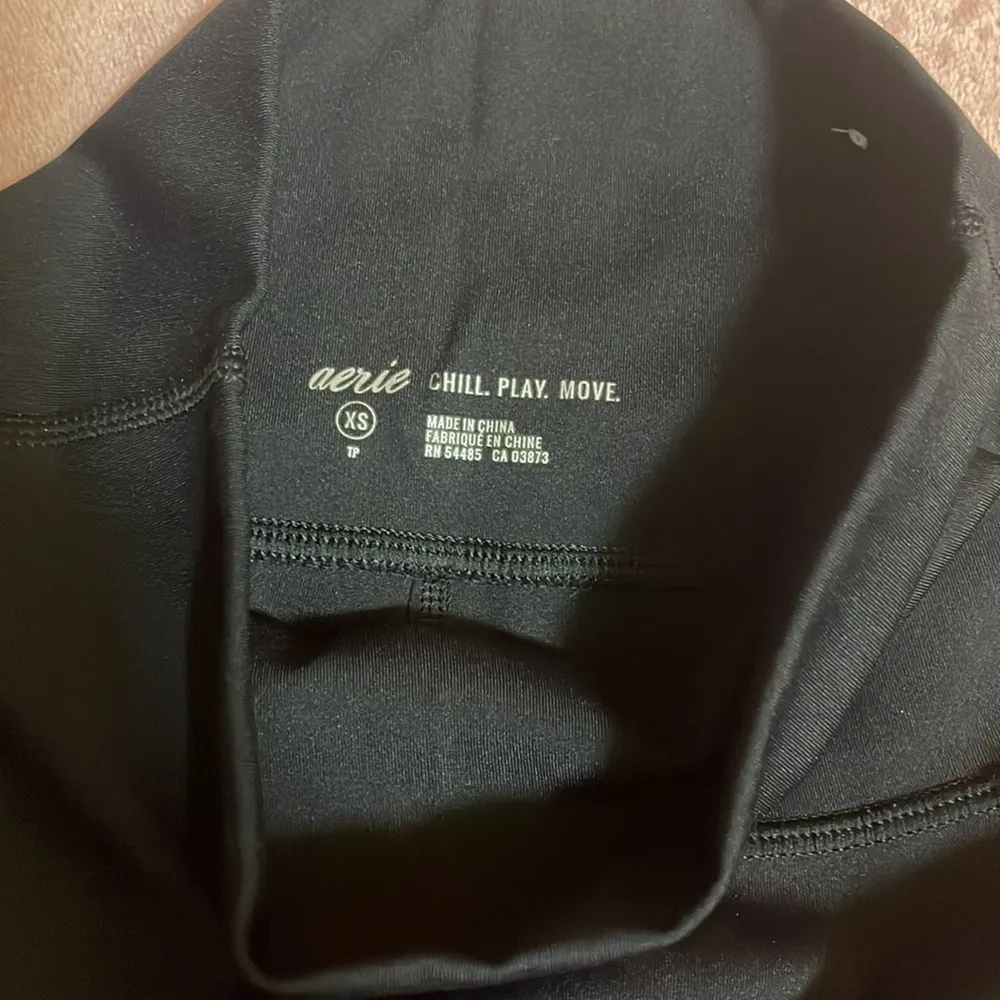 aerie CHILL. PLAY. MOVE.
XS
TP
MADE IN CHINA
FABRIQUÉ EN CHINE
RN 54485 CA 03873